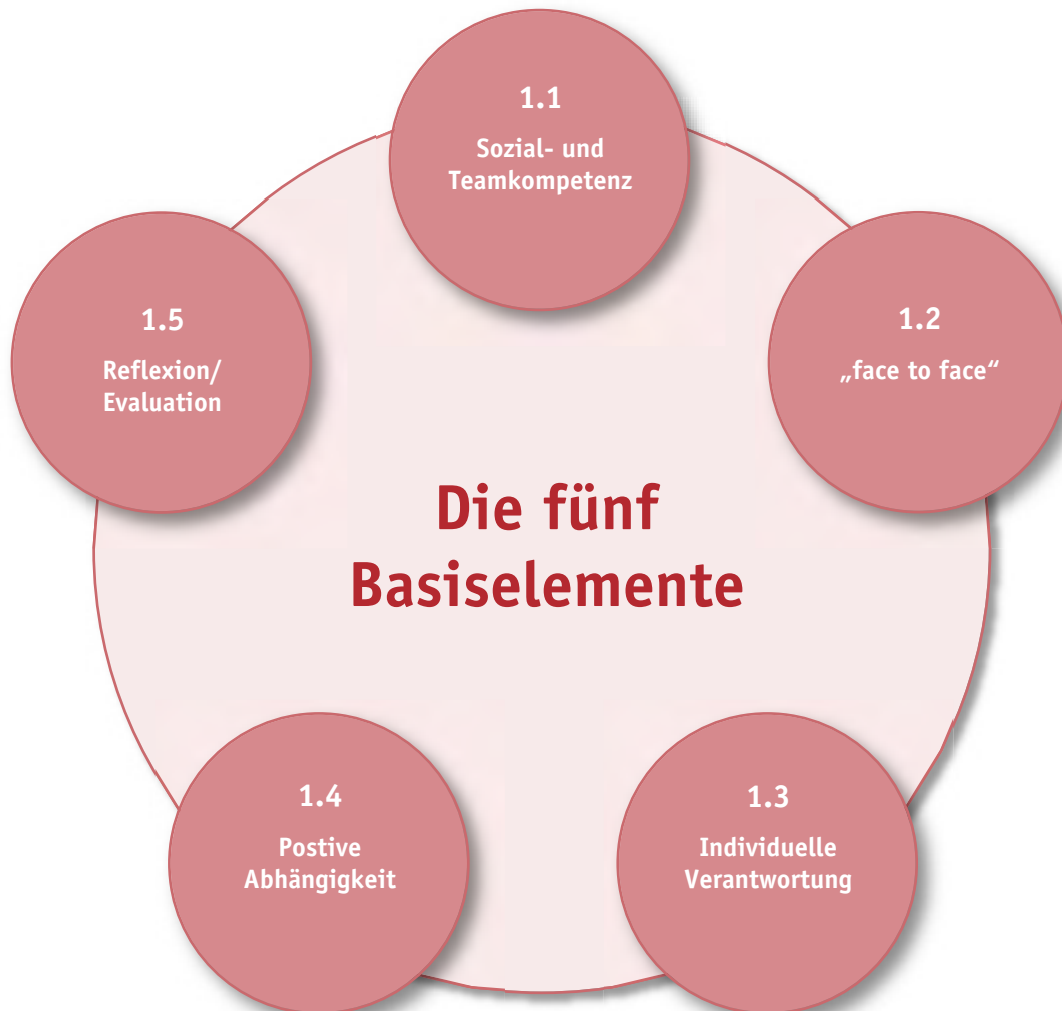 1.1
Sozial- und
Teamkompetenz
1.2
„face to face“
1.3
Individuelle
Verantwortung
1.4
Postive
Abhängigkeit
1.5
Reflexion/
Evaluation
Die fünf
Basiselemente